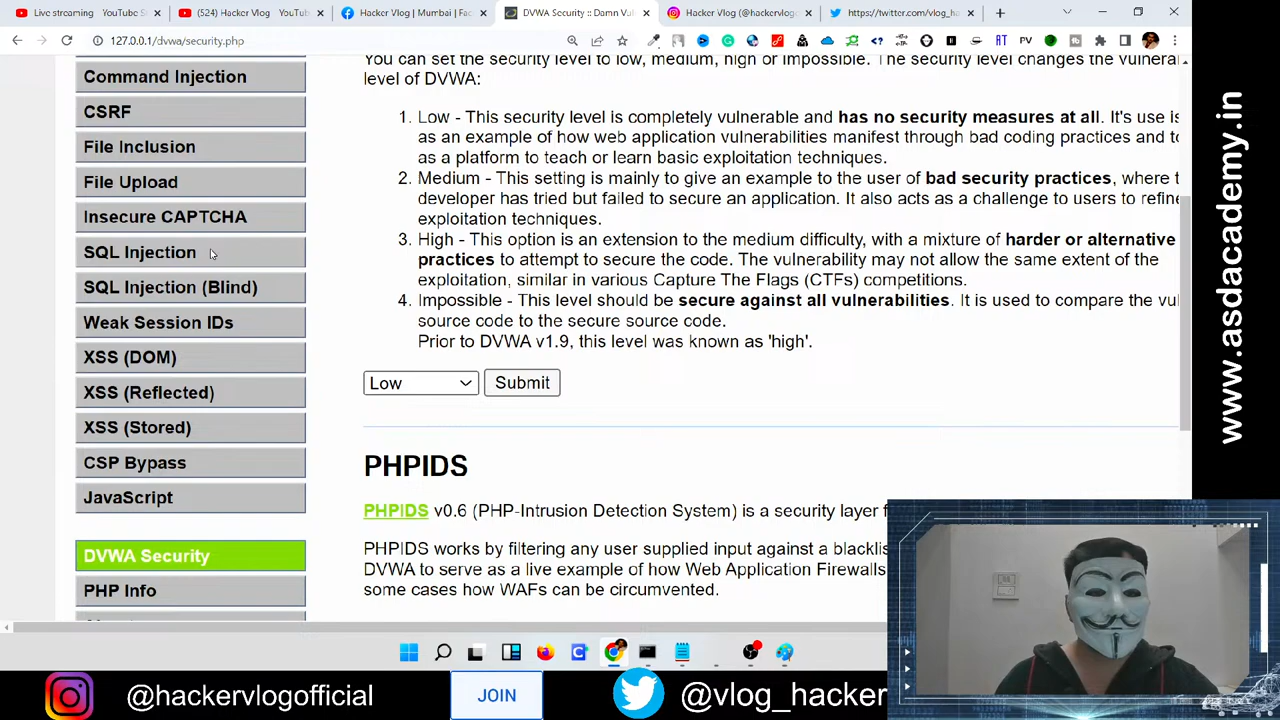 Live streaming - YouTube S
(524) Hacker Vlog - YouTub
Hacker Vlog | Mumbai | Fac
DVWA Security :: Damn Vul
Hacker Vlog (@hackervlog
https://twitter.com/vlog_h
127.0.0.1/dvwa/security.php
You can set the security level to low, medium, high or impossible. The security level changes the vulnera
level of DVWA:
Command Injection
CSRF
File Inclusion
File Upload
Insecure CAPTCHA
SQL Injection
SQL Injection (Blind)
Weak Session IDs
XSS (DOM)
XSS (Reflected)
XSS (Stored)
CSP Bypass
JavaScript
DVWA Security
PHP Info
1. Low - This security level is completely vulnerable and has no security measures at all. It's use is
as an example of how web application vulnerabilities manifest through bad coding practices and to
as a platform to teach or learn basic exploitation techniques.
2. Medium - This setting is mainly to give an example to the user of bad security practices, where t
developer has tried but failed to secure an application. It also acts as a challenge to users to refine
exploitation techniques.
3. High - This option is an extension to the medium difficulty, with a mixture of harder or alternative
practices to attempt to secure the code. The vulnerability may not allow the same extent of the
exploitation, similar in various Capture The Flags (CTFs) competitions.
4. Impossible - This level should be secure against all vulnerabilities. It is used to compare the vul
source code to the secure source code.
Prior to DVWA v1.9, this level was known as 'high'.
Low
Submit
PHPIDS
PHPIDS v0.6 (PHP-Intrusion Detection System) is a security layer f
PHPIDS works by filtering any user supplied input against a blacklis
DVWA to serve as a live example of how Web Application Firewalls
some cases how WAFs can be circumvented.
www.asdacademy.in
@hackervlogofficial
JOIN
@vlog_hacker